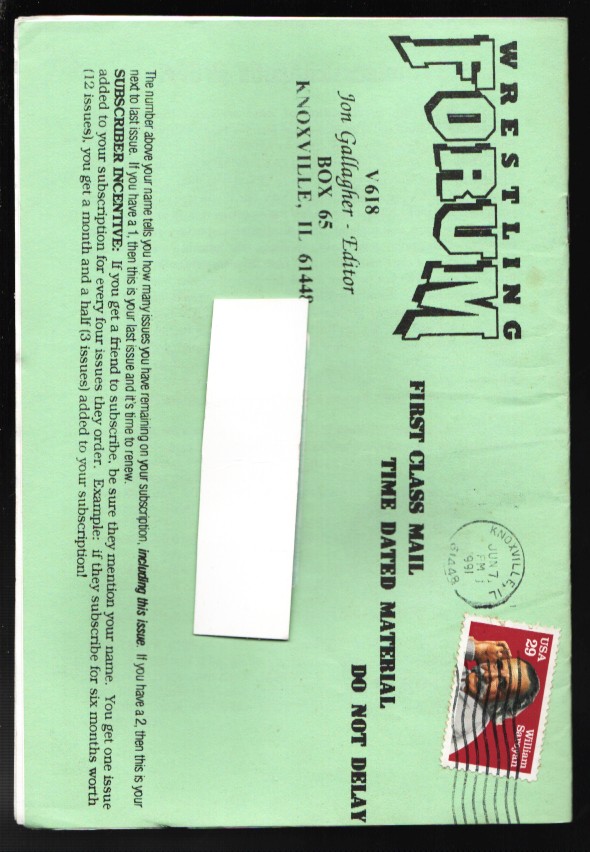 WRESTLING
FORUM
V618
Jon Gallagher - Editor
BOX 65
KNOXVILLE, IL 61448
FIRST CLASS MAIL
TIME DATED MATERIAL
DO NOT DELAY
KNOXVILLE, IL
JUN 7,
PM
1991
61448
USA
29
William
Saroyan
The number above your name tells you how many issues you have remaining on your subscription, including this issue. If you have a 2, then this is your
next to last issue. If you have a 1, then this is your last issue and it's time to renew.
SUBSCRIBER INCENTIVE: If you get a friend to subscribe, be sure they mention your name. You get one issue
added to your subscription for every four issues they order. Example: if they subscribe for six months worth
(12 issues), you get a month and a half (3 issues) added to your subscription!